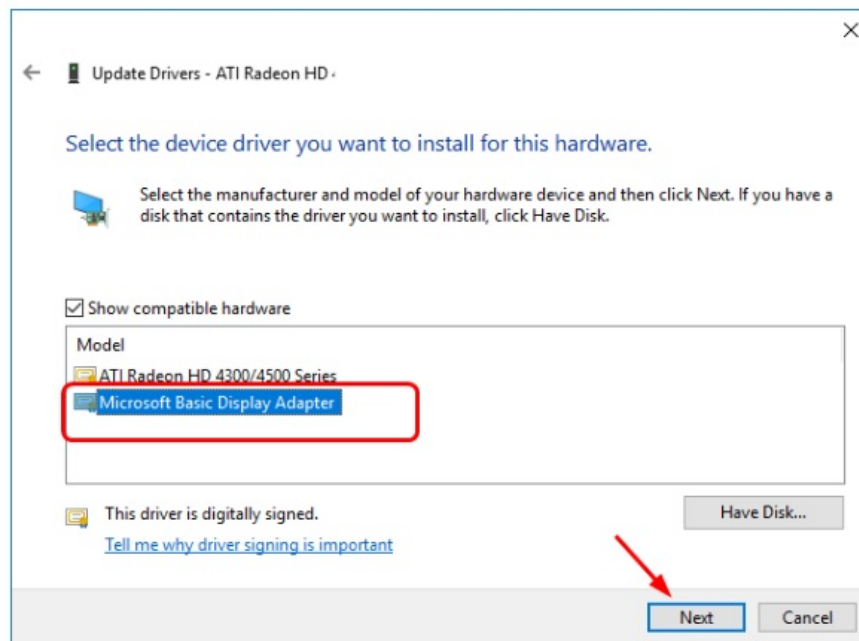 Update Drivers - ATI Radeon HD
Select the device driver you want to install for this hardware.
Select the manufacturer and model of your hardware device and then click Next. If you have a
disk that contains the driver you want to install, click Have Disk.
Show compatible hardware
Model
ATI Radeon HD 4300/4500 Series
Microsoft Basic Display Adapter
This driver is digitally signed.
Have Disk...
Tell me why driver signing is important
Next
Cancel